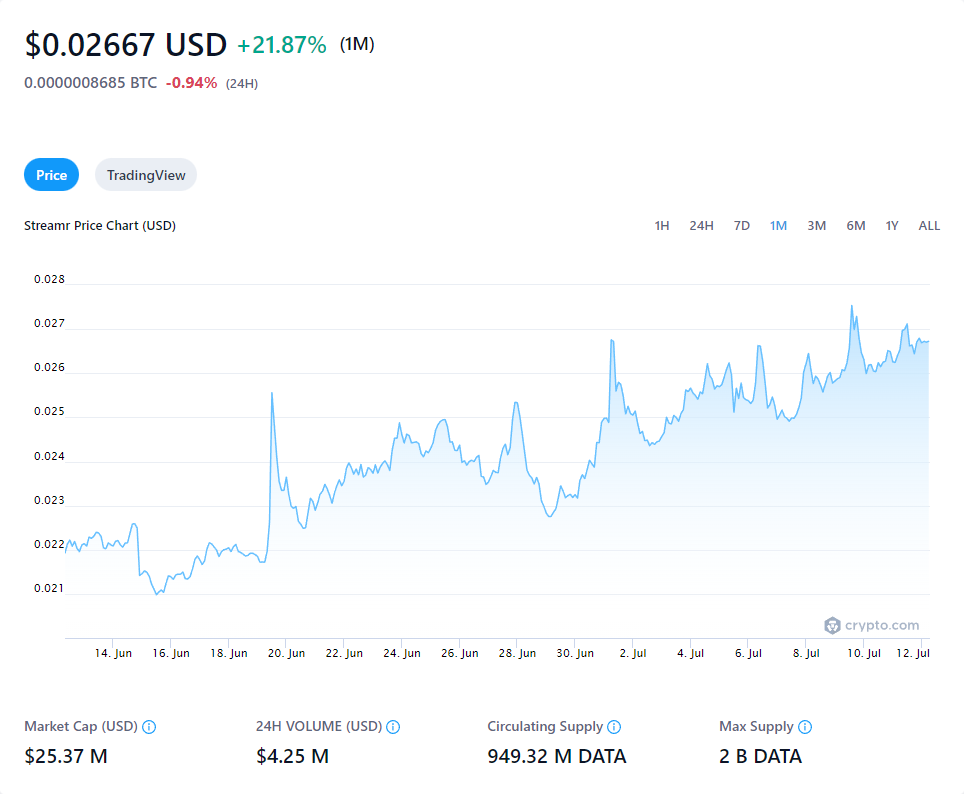 $0.02667 USD +21.87% (1M)
0.0000008685 BTC -0.94% (24H)
Price TradingView
Streamr Price Chart (USD) 1H 24H 7D 1M 3M 6M 1Y ALL
0.028
0.027
0.026
0.025
0.024
0.023
0.022
0.021
crypto.com
14. Jun 16. Jun 18. Jun 20. Jun 22. Jun 24. Jun 26. Jun 28. Jun 30. Jun 2. Jul 4. Jul 6. Jul 8. Jul 10. Jul 12. Jul
Market Cap (USD) 24H VOLUME (USD) Circulating Supply Max Supply
$25.37 M $4.25 M 949.32 M DATA 2 B DATA